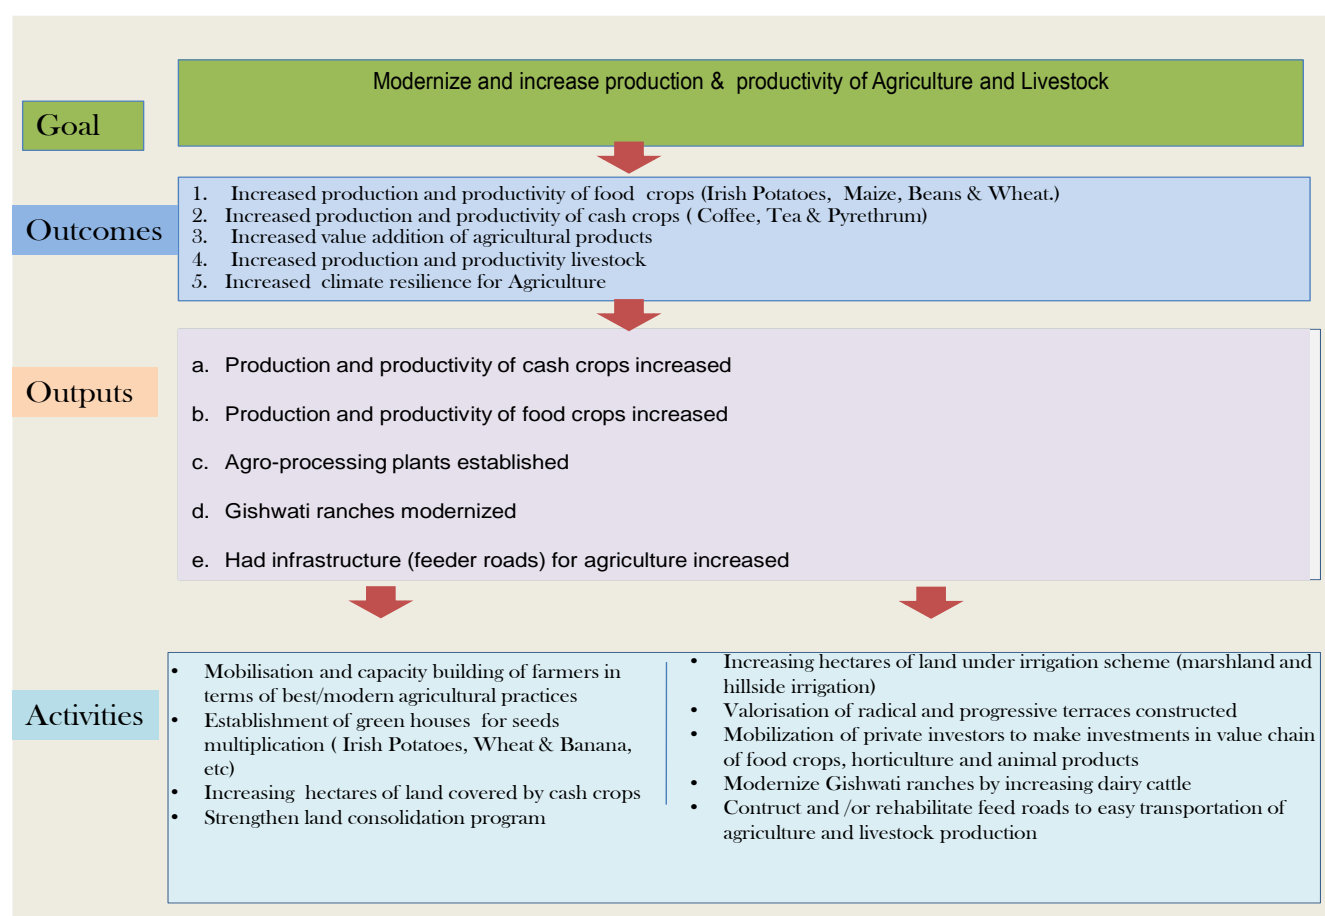 Modernize and increase production & productivity of Agriculture and Livestock
Goal
1. Increased production and productivity of food crops (Irish Potatoes, Maize, Beans & Wheat.)
2. Increased production and productivity of cash crops ( Coffee, Tea & Pyrethrum)
3. Increased value addition of agricultural products
4. Increased production and productivity livestock
5. Increased climate resilience for Agriculture
Outcomes
a. Production and productivity of cash crops increased
b. Production and productivity of food crops increased
c. Agro-processing plants established
d. Gishwati ranches modernized
e. Had infrastructure (feeder roads) for agriculture increased
Outputs
Activities
• Mobilisation and capacity building of farmers in
terms of best/modern agricultural practices
• Establishment of green houses for seeds
multiplication ( Irish Potatoes, Wheat & Banana,
etc)
• Increasing hectares of land covered by cash crops
• Strengthen land consolidation program
• Increasing hectares of land under irrigation scheme (marshland and
hillside irrigation)
• Valorisation of radical and progressive terraces constructed
• Mobilization of private investors to make investments in value chain
of food crops, horticulture and animal products
• Modernize Gishwati ranches by increasing dairy cattle
• Contruct and /or rehabilitate feed roads to easy transportation of
agriculture and livestock production